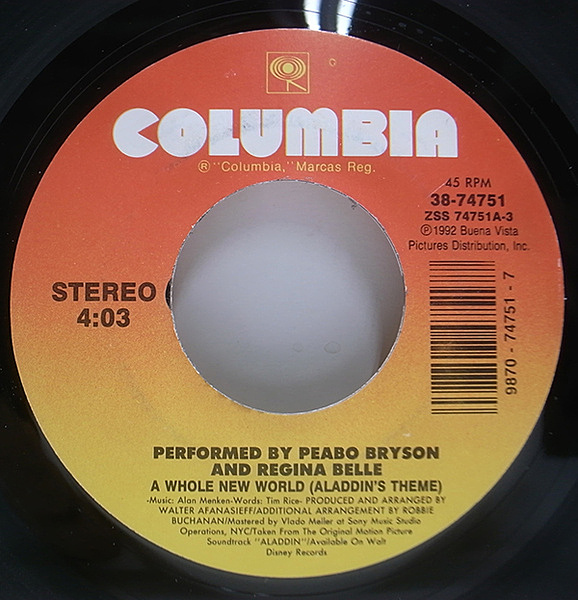 COLUMBIA
® "Columbia," Marcas Reg.
45 RPM
38-74751
ZSS 74751A-3
℗ 1992 Buena Vista
Pictures Distribution, Inc.
STEREO
4:03
9870 - 74751 - 7
PERFORMED BY PEABO BRYSON
AND REGINA BELLE
A WHOLE NEW WORLD (ALADDIN'S THEME)
-Music: Alan Menken-Words: Tim Rice- PRODUCED AND ARRANGED BY
WALTER AFANASIEFF/ADDITIONAL ARRANGEMENT BY ROBBIE
BUCHANAN/Mastered by Vlado Meller at Sony Music Studio
Operations, NYC/Taken From The Original Motion Picture
Soundtrack "ALADDIN"/Available On Walt
Disney Records